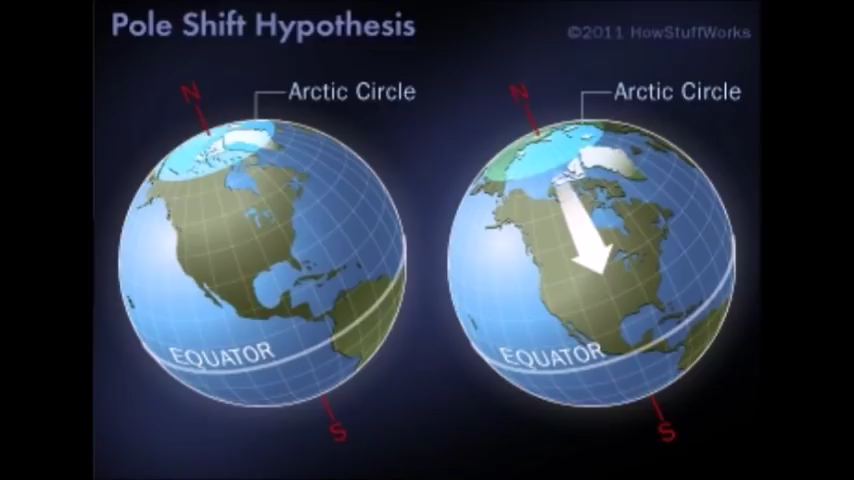 Pole Shift Hypothesis
©2011 HowStuffWorks
N
Arctic Circle
N
Arctic Circle
EQUATOR
EQUATOR
S
S